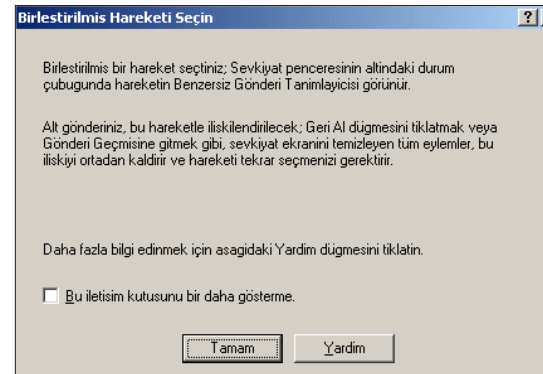 Birlestirilmis Hareketi Seçin
Birlestirilmis bir hareket seçtiniz; Sevkiyat penceresinin altindaki durum
çubugunda hareketin Benzersiz Gönderi Tanimlayicisi görünür.
Alt gönderiniz, bu hareketle iliskilendirilecek; Geri Al dügmesini tiklatmak veya
Gönderi Geçmisine gitmek gibi, sevkiyat ekranini temizleyen tüm eylemler, bu
iliskiyi ortadan kaldirir ve hareketi tekrar seçmenizi gerektirir.
Daha fazla bilgi edinmek için asagidaki Yardim dügmesini tiklatin.
Bu iletisim kutusunu bir daha gösterme.
Tamam Yardim